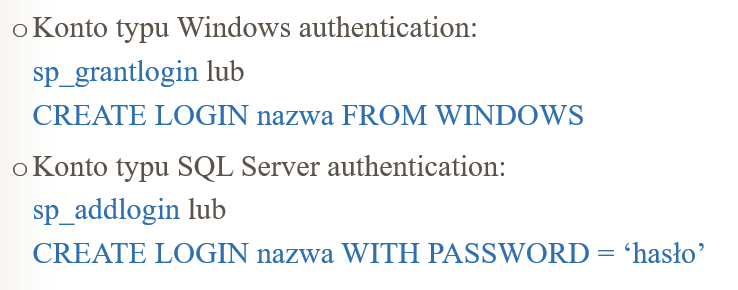 ○ Konto typu Windows authentication:
sp_grantlogin lub
CREATE LOGIN nazwa FROM WINDOWS
○ Konto typu SQL Server authentication:
sp_addlogin lub
CREATE LOGIN nazwa WITH PASSWORD = ‘hasło’